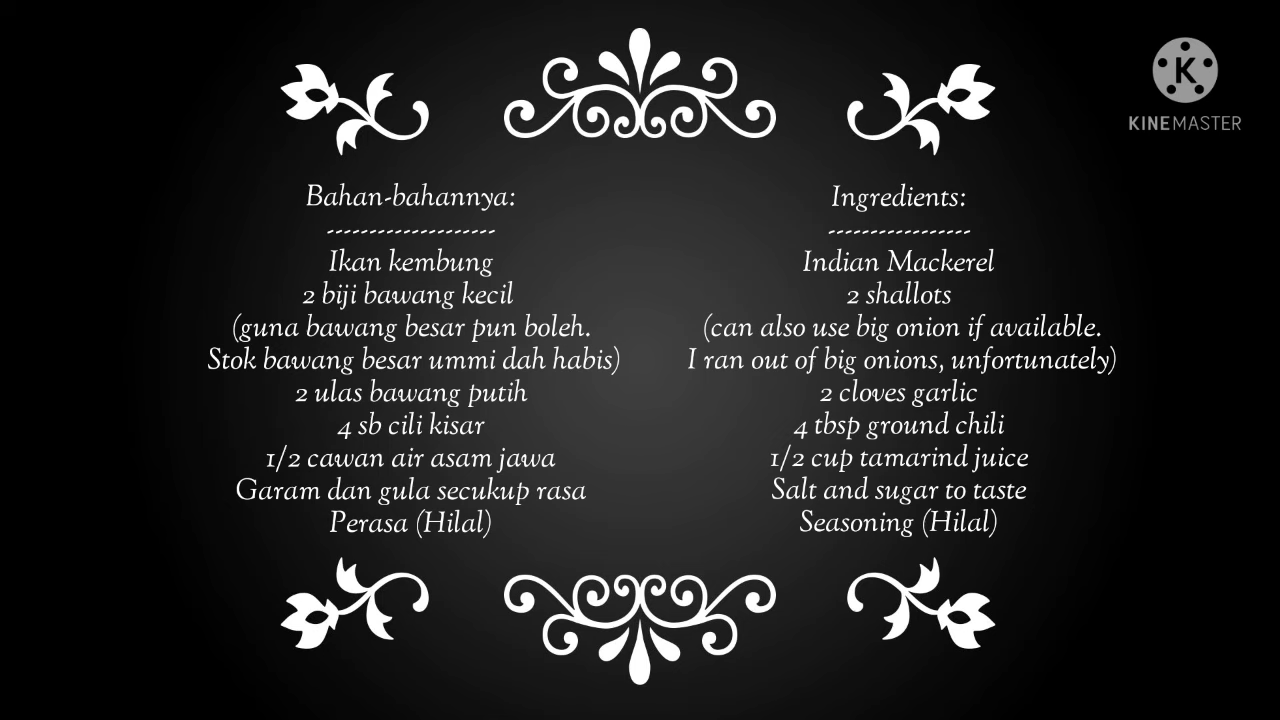 KINEMASTER
Bahan-bahannya:
--------------------
Ikan kembung
2 biji bawang kecil
(guna bawang besar pun boleh.
Stok bawang besar ummi dah habis)
2 ulas bawang putih
4 sb cili kisar
1/2 cawan air asam jawa
Garam dan gula secukup rasa
Perasa (Hilal)
Ingredients:
-----------------
Indian Mackerel
2 shallots
(can also use big onion if available.
I ran out of big onions, unfortunately)
2 cloves garlic
4 tbsp ground chili
1/2 cup tamarind juice
Salt and sugar to taste
Seasoning (Hilal)